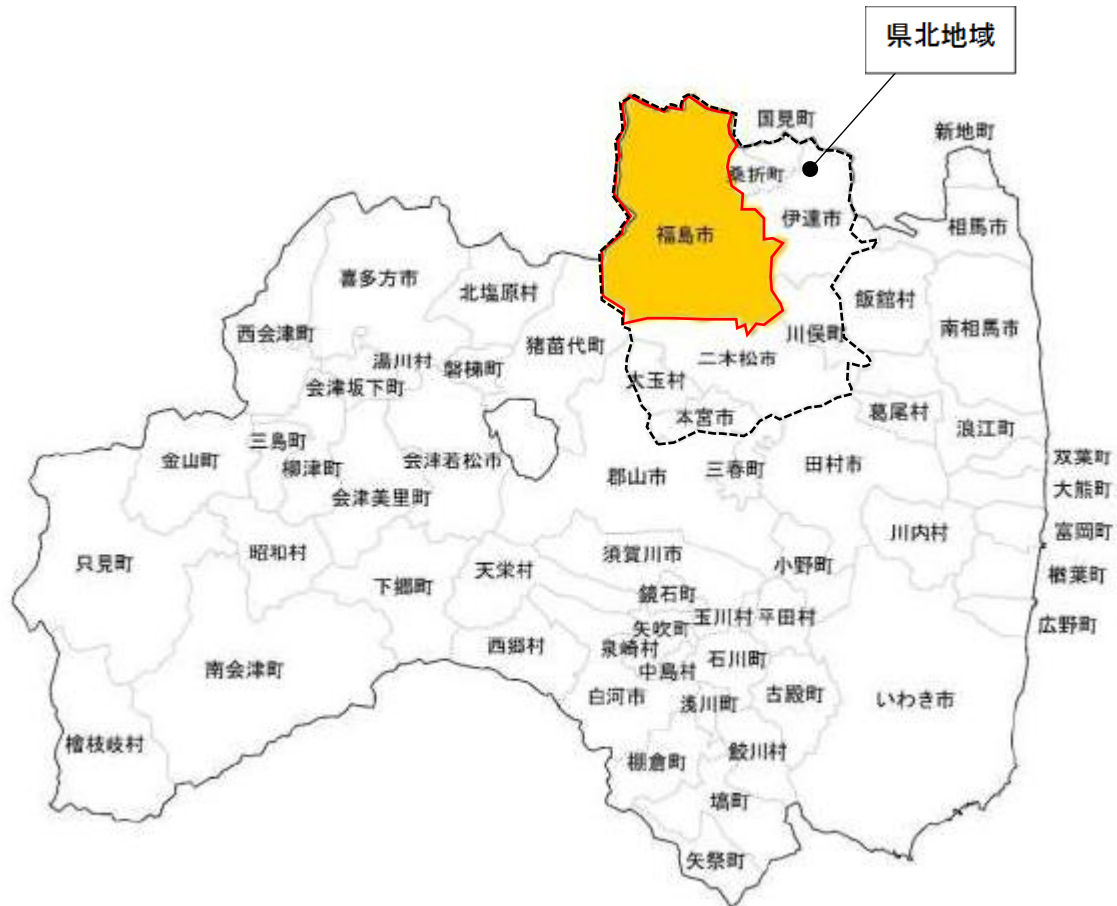 県北地域
国見町
新地町
桑折町
伊達市
相馬市
福島市
喜多方市
北塩原村
飯舘村
西会津町
猪苗代町
川俣町
南相馬市
湯川村
磐梯町
二本松市
会津坂下町
大玉村
本宮市
葛尾村
三島町
浪江町
金山町
柳津町
会津若松市
郡山市
三春町
田村市
双葉町
会津美里町
大熊町
川内村
富岡町
只見町
昭和村
天栄村
須賀川市
小野町
下郷町
楢葉町
鏡石町
玉川村
平田村
矢吹町
広野町
西郷村
泉崎村
石川町
南会津町
中島村
白河市
浅川町
古殿町
いわき市
檜枝岐村
棚倉町
鮫川村
塙町
矢祭町